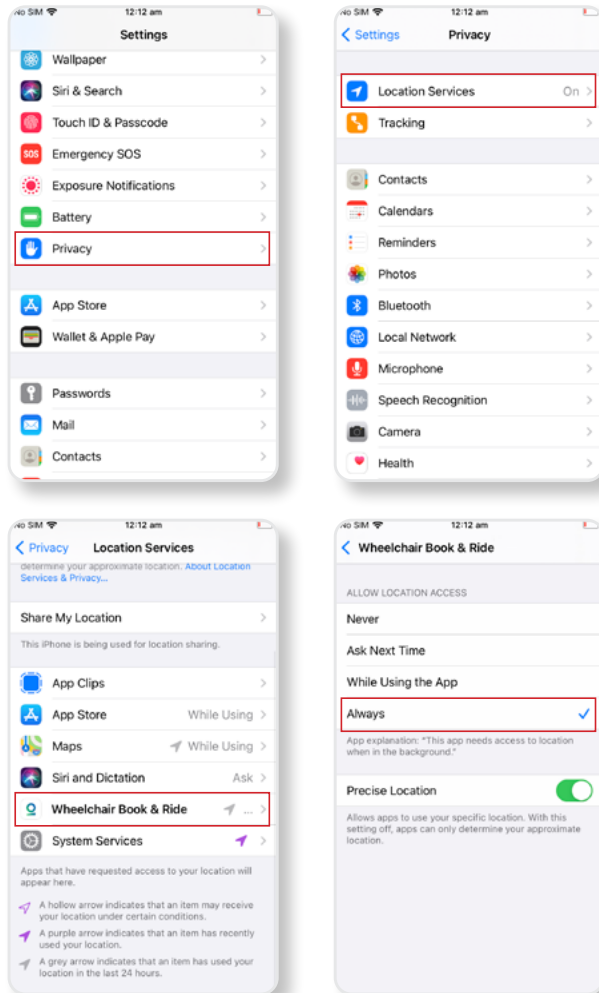 No SIM 12:12 am
Settings
Wallpaper
Siri & Search
Touch ID & Passcode
SOS Emergency SOS
Exposure Notifications
Battery
Privacy
App Store
Wallet & Apple Pay
Passwords
Mail
Contacts
No SIM 12:12 am
Settings Privacy
Location Services On
Tracking
Contacts
Calendars
Reminders
Photos
Bluetooth
Local Network
Microphone
Speech Recognition
Camera
Health
No SIM 12:12 am
Privacy Location Services
determine your approximate location. About Location
Services & Privacy...
Share My Location
This iPhone is being used for location sharing.
App Clips
App Store While Using
Maps While Using
Siri and Dictation Ask
Wheelchair Book & Ride ...
System Services
Apps that have requested access to your location will
appear here.
A hollow arrow indicates that an item may receive
your location under certain conditions.
A purple arrow indicates that an item has recently
used your location.
A grey arrow indicates that an item has used your
location in the last 24 hours.
No SIM 12:12 am
Wheelchair Book & Ride
ALLOW LOCATION ACCESS
Never
Ask Next Time
While Using the App
Always
App explanation: "This app needs access to location
when in the background."
Precise Location
Allows apps to use your specific location. With this
setting off, apps can only determine your approximate
location.